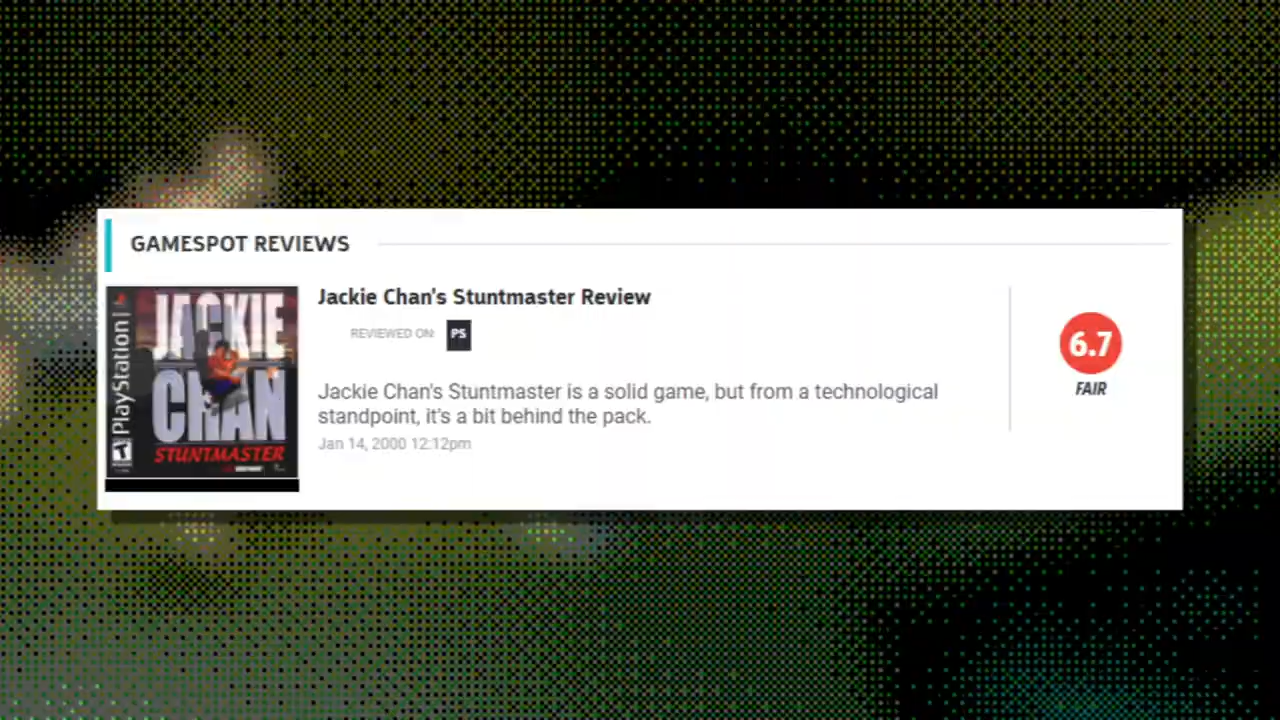 GAMESPOT REVIEWS
Jackie Chan's Stuntmaster Review
REVIEWED ON: PS
Jackie Chan's Stuntmaster is a solid game, but from a technological
standpoint, it's a bit behind the pack.
Jan 14, 2000 12:12pm
6.7
FAIR
PlayStation
JACKIE
CHAN
STUNTMASTER
T